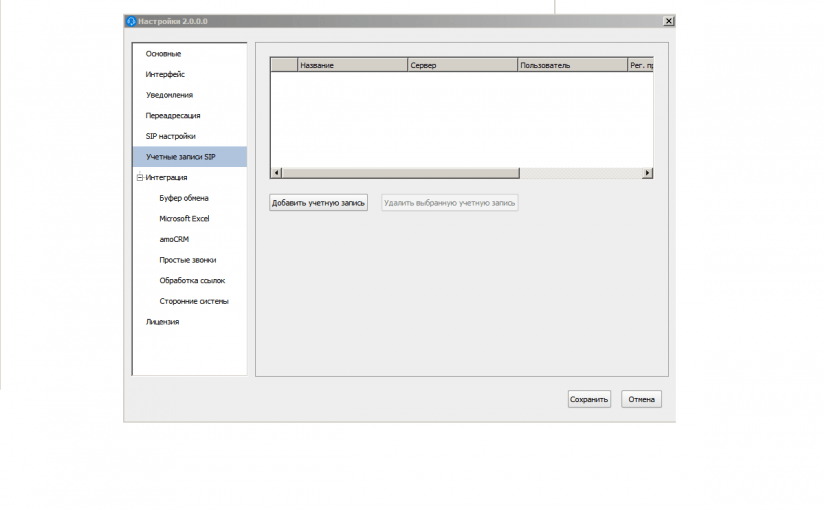 Настройки 2.0.0.0
Основные
Интерфейс
Уведомления
Переадресация
SIP настройки
Учетные записи SIP
Интеграция
Буфер обмена
Microsoft Excel
amoCRM
Простые звонки
Обработка ссылок
Сторонние системы
Лицензия
Название Сервер Пользователь Рег. п
Добавить учетную запись Удалить выбранную учетную запись
Сохранить Отмена